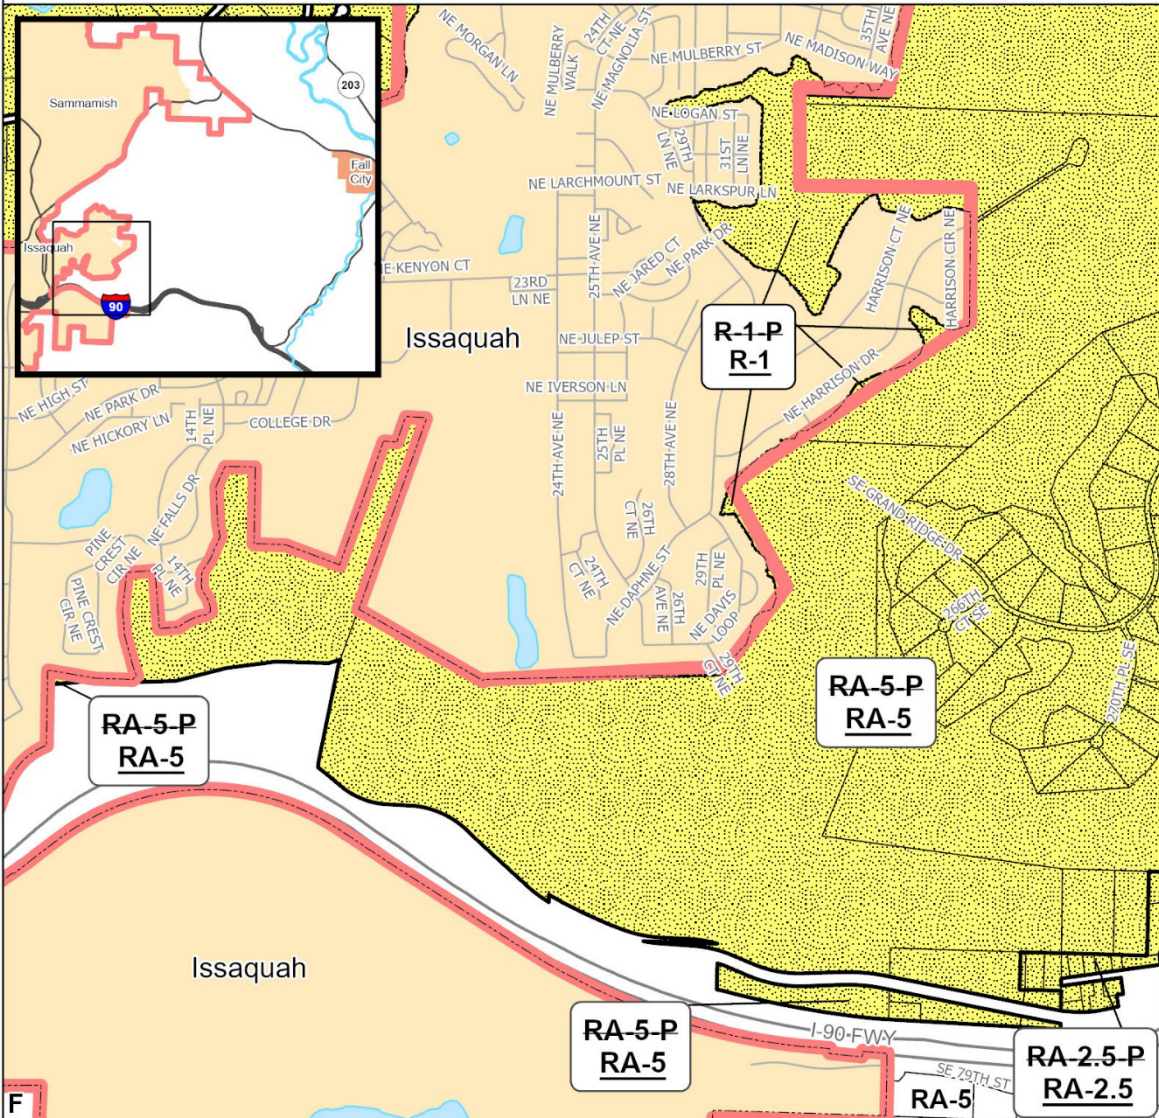 Sammamish
203
Fall
City
Issaquah
90
NE MORGAN LN
NE MULBERRY
WALK
24TH
CT NE
NE MAGNOLIA ST
NE MULBERRY ST
NE MADISON WAY
35TH
AVE NE
NE LOGAN ST
29TH
LN NE
31ST
LN NE
NE LARCHMOUNT ST
NE LARKSPUR LN
NE PARK DR
NE JARED CT
25TH AVE NE
E KENYON CT
23RD
LN NE
HARRISON CT NE
HARRISON CIR NE
Issaquah
NE JULEP ST
R-1-P
R-1
NE IVERSON LN
NE HARRISON DR
NE HIGH ST
NE PARK DR
NE HICKORY LN
14TH
PL NE
COLLEGE DR
24TH AVE NE
25TH
PL NE
28TH AVE NE
NE FALLS DR
PINE
CREST
CIR NE
14TH
PL NE
PINE CREST
CIR NE
26TH
CT NE
24TH
CT NE
NE DAPHNE ST
29TH
PL NE
26TH
AVE NE
NE DAVIS
LOOP
29TH
CT NE
SE GRAND RIDGE DR
266TH
CT SE
270TH PL SE
RA-5-P
RA-5
RA-5-P
RA-5
Issaquah
RA-5-P
RA-5
I-90 FWY
SE 79TH ST
RA-2.5-P
RA-2.5
RA-5
F